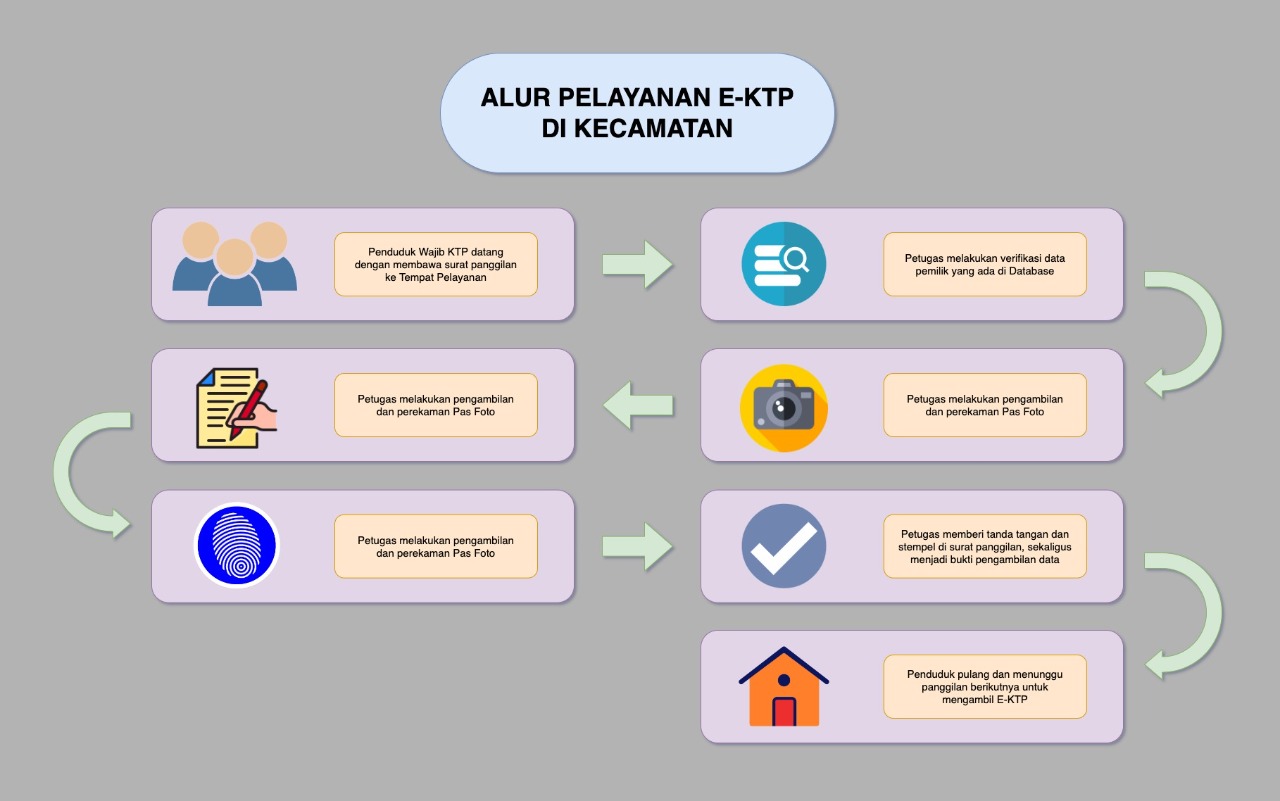 ALUR PELAYANAN E-KTP
DI KECAMATAN
Penduduk Wajib KTP datang
dengan membawa surat panggilan
ke Tempat Pelayanan
Petugas melakukan verifikasi data
pemilik yang ada di Database
Petugas melakukan pengambilan
dan perekaman Pas Foto
Petugas melakukan pengambilan
dan perekaman Pas Foto
Petugas melakukan pengambilan
dan perekaman Pas Foto
Petugas memberi tanda tangan dan
stempel di surat panggilan, sekaligus
menjadi bukti pengambilan data
Penduduk pulang dan menunggu
panggilan berikutnya untuk
mengambil E-KTP